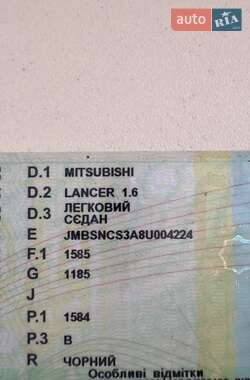 auto RIA
D.1 MITSUBISHI
D.2 LANCER 1.6
D.3 ЛЕГКОВИЙ
СЄДАН
E JMBSNCS3A8U004224
F.1 1585
G 1185
J
P.1 1584
P.3 B
R ЧОРНИЙ
Особливі відмітки